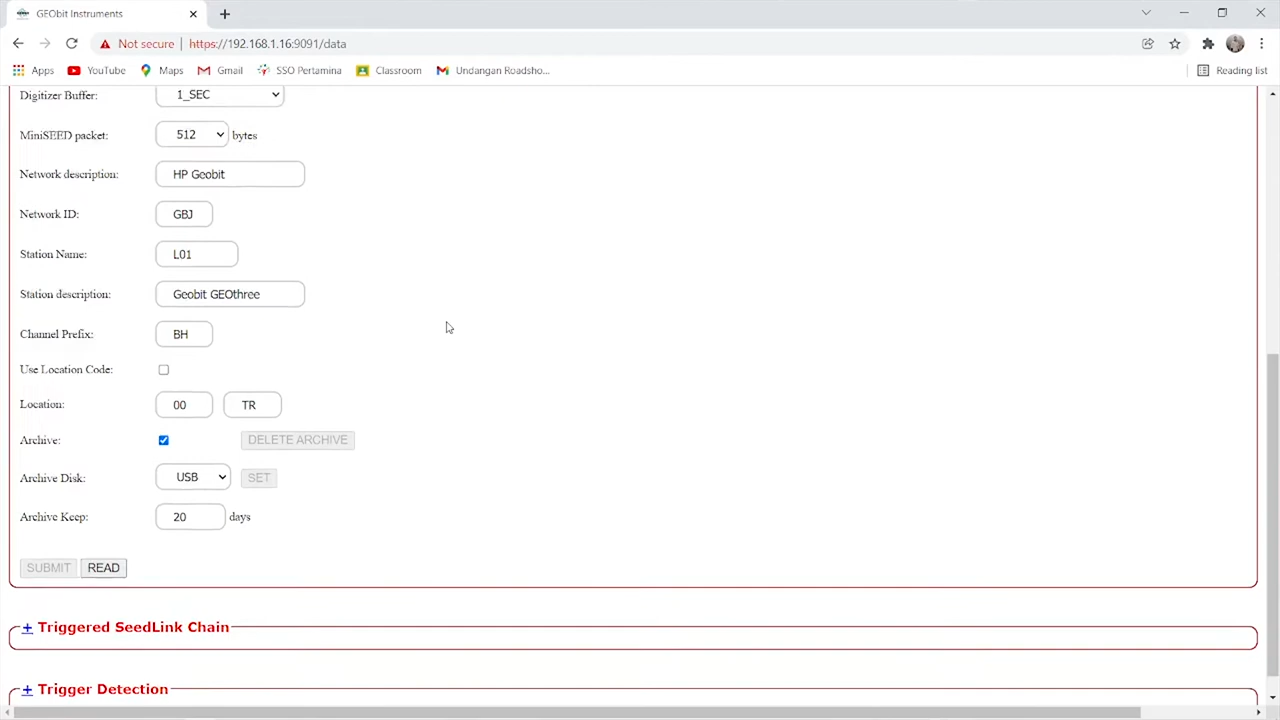 GEObit Instruments
Not secure https://192.168.1.16:9091/data
Apps YouTube Maps Gmail SSO Pertamina Classroom Undangan Roadsho... Reading list
Digitizer Buffer: 1_SEC
MiniSEED packet: 512 bytes
Network description: HP Geobit
Network ID: GBJ
Station Name: L01
Station description: Geobit GEOthree
Channel Prefix: BH
Use Location Code:
Location: 00 TR
Archive: DELETE ARCHIVE
Archive Disk: USB SET
Archive Keep: 20 days
SUBMIT READ
+ Triggered SeedLink Chain
+ Trigger Detection